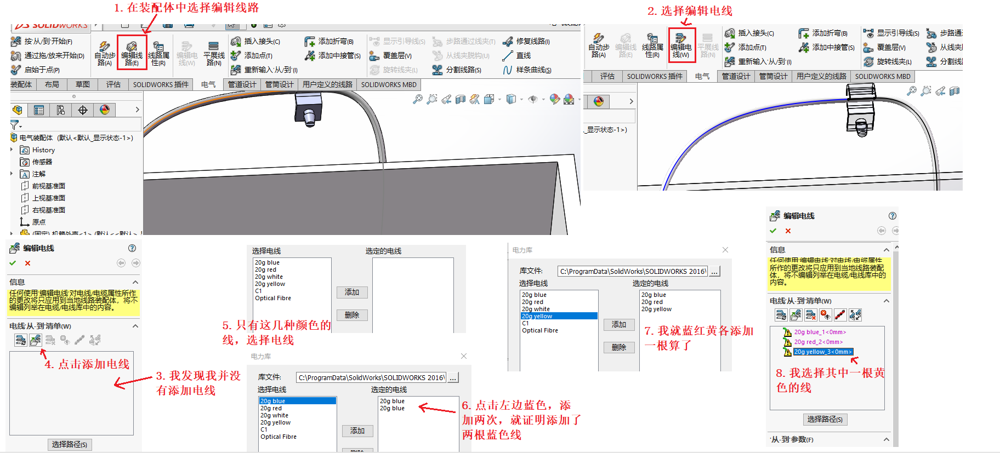 1. 在装配体中选择编辑线路
SOLIDWORKS
按‘从/到’开始(F)
通过拖/放来开始(D)
启始于点(P)
自动步路(A)
编辑线路(E)
线路属性(R)
编辑电线(W)
平展线路(N)
插入接头(C)
添加点(T)
重新输入‘从/到’(I)
添加折弯(B)
添加中接管(S)
显示引导线(S)
覆盖层(V)
旋转线夹(L)
步路通过线夹(T)
从线夹脱钩(U)
分割线路(S)
修复线路(I)
直线
样条曲线(S)
装配体
布局
草图
评估
SOLIDWORKS 插件
电气
管道设计
管筒设计
用户定义的线路
SOLIDWORKS MBD
电气装配体 (默认<默认_显示状态-1>)
History
传感器
注解
前视基准面
上视基准面
右视基准面
原点
(固定) 机箱外壳<1> (默认<<默认>
2. 选择编辑电线
自动步路(A)
编辑线路(E)
线路属性(R)
编辑电线(W)
平展线路(N)
插入接头(C)
添加点(T)
重新输入‘从/到’(I)
添加折弯(B)
添加中接管(S)
显示引导线(S)
覆盖层(V)
旋转线夹(L)
步路通
从线夹
分割线
评估
SOLIDWORKS 插件
电气
管道设计
管筒设计
用户定义的线路
SOLIDWORKS MBD
_显示状态-1>)
编辑电线
信息
任何使用‘编辑电线’对电线/电缆属性所作
的更改将只应用到当地线路装配体，将不
编辑列举在电缆/电线库中的内容。
电线‘从-到’清单(W)
4. 点击添加电线
3. 我发现我并没
有添加电线
选择路径(S)
选择电线
选定的电线
20g blue
20g red
20g white
20g yellow
C1
Optical Fibre
添加
删除
5. 只有这几种颜色的
线，选择电线
电力库
库文件:
C:\ProgramData\SolidWorks\SOLIDWORKS 2016\
...
选择电线
选定的电线
20g blue
20g red
20g white
20g yellow
C1
Optical Fibre
添加
删除
20g blue
20g blue
6. 点击左边蓝色，添
加两次，就证明添加了
两根蓝色线
电力库
库文件:
C:\ProgramData\SolidWorks\SOLIDWORKS 2016\
...
选择电线
选定的电线
20g blue
20g red
20g white
20g yellow
C1
Optical Fibre
添加
删除
20g blue
20g red
20g yellow
7. 我就蓝红黄各添加
一根算了
编辑电线
信息
任何使用‘编辑电线’对电线/电缆属性
所作的更改将只应用到当地线路装配
体，将不编辑列举在电缆/电线库中的
内容。
电线‘从-到’清单(W)
20g blue_1<0mm>
20g red_2<0mm>
20g yellow_3<0mm>
8. 我选择其中一根黄
色的线
选择路径(S)
‘从-到’参数(F)